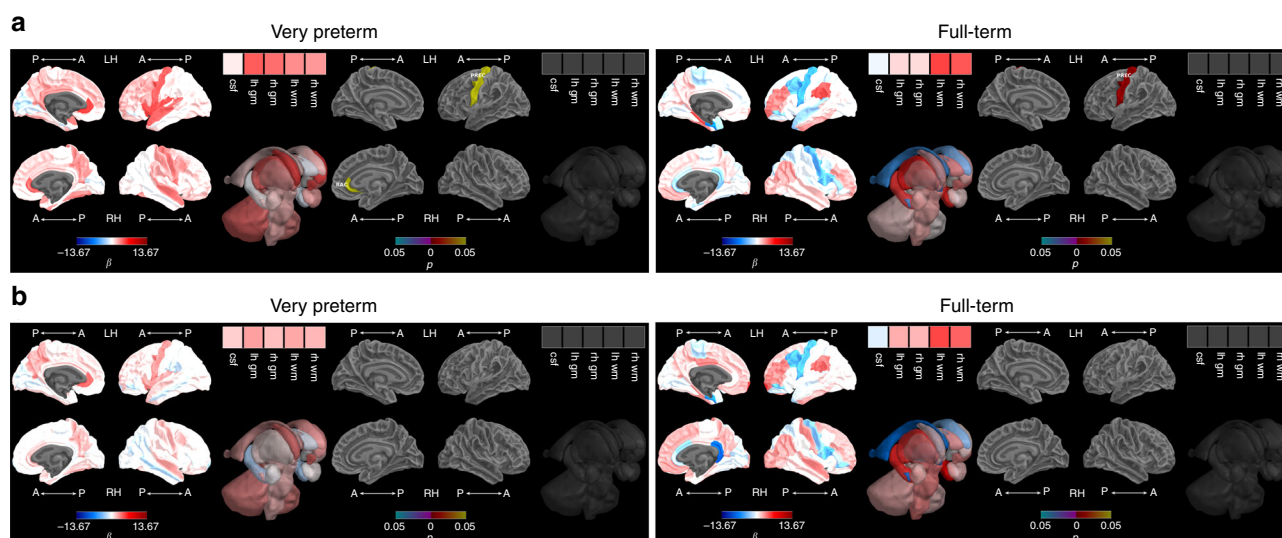 a
Very preterm
Full-term
P A LH A P
csf
lh gm
rh gm
lh wm
rh wm
P A LH A P
PREC
csf
lh gm
rh gm
lh wm
rh wm
P A LH A P
csf
lh gm
rh gm
lh wm
rh wm
P A LH A P
PREC
csf
lh gm
rh gm
lh wm
rh wm
RAC
A P RH P A
A P RH P A
A P RH P A
A P RH P A
−13.67 13.67
β
0.05 0 0.05
p
−13.67 13.67
β
0.05 0 0.05
p
b
Very preterm
Full-term
P A LH A P
csf
lh gm
rh gm
lh wm
rh wm
P A LH A P
csf
lh gm
rh gm
lh wm
rh wm
P A LH A P
csf
lh gm
rh gm
lh wm
rh wm
P A LH A P
csf
lh gm
rh gm
lh wm
rh wm
A P RH P A
A P RH P A
A P RH P A
A P RH P A
−13.67 13.67
β
0.05 0 0.05
p
−13.67 13.67
β
0.05 0 0.05
p